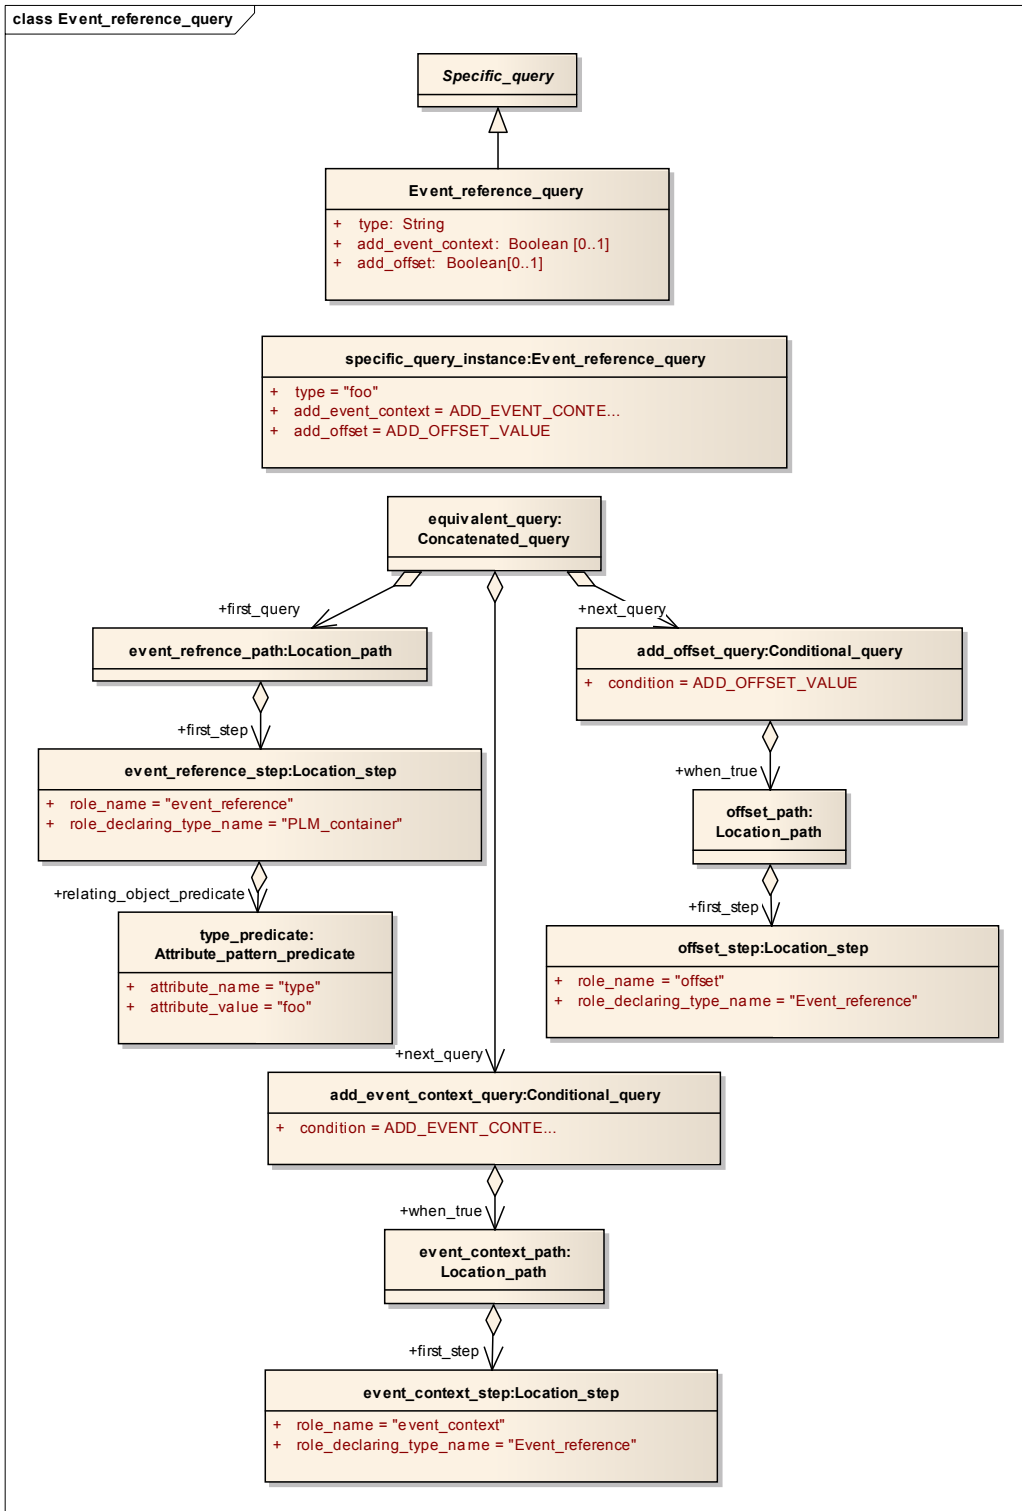 class Event_reference_query
Specific_query
Event_reference_query
+ type: String
+ add_event_context: Boolean [0..1]
+ add_offset: Boolean[0..1]
specific_query_instance:Event_reference_query
+ type = "foo"
+ add_event_context = ADD_EVENT_CONTE...
+ add_offset = ADD_OFFSET_VALUE
equivalent_query:
Concatenated_query
+first_query
+next_query
event_refrence_path:Location_path
add_offset_query:Conditional_query
+ condition = ADD_OFFSET_VALUE
+first_step
event_reference_step:Location_step
+ role_name = "event_reference"
+ role_declaring_type_name = "PLM_container"
+when_true
offset_path:
Location_path
+relating_object_predicate
+first_step
type_predicate:
Attribute_pattern_predicate
+ attribute_name = "type"
+ attribute_value = "foo"
offset_step:Location_step
+ role_name = "offset"
+ role_declaring_type_name = "Event_reference"
+next_query
add_event_context_query:Conditional_query
+ condition = ADD_EVENT_CONTE...
+when_true
event_context_path:
Location_path
+first_step
event_context_step:Location_step
+ role_name = "event_context"
+ role_declaring_type_name = "Event_reference"